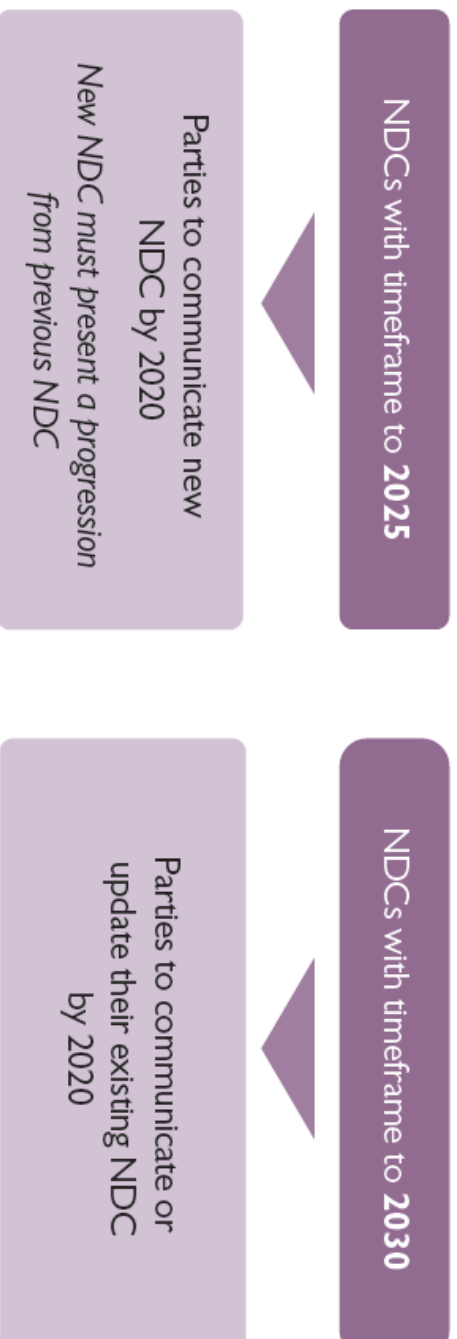 NDCs with timeframe to 2025
Parties to communicate new
NDC by 2020
New NDC must present a progression
from previous NDC
NDCs with timeframe to 2030
Parties to communicate or
update their existing NDC
by 2020